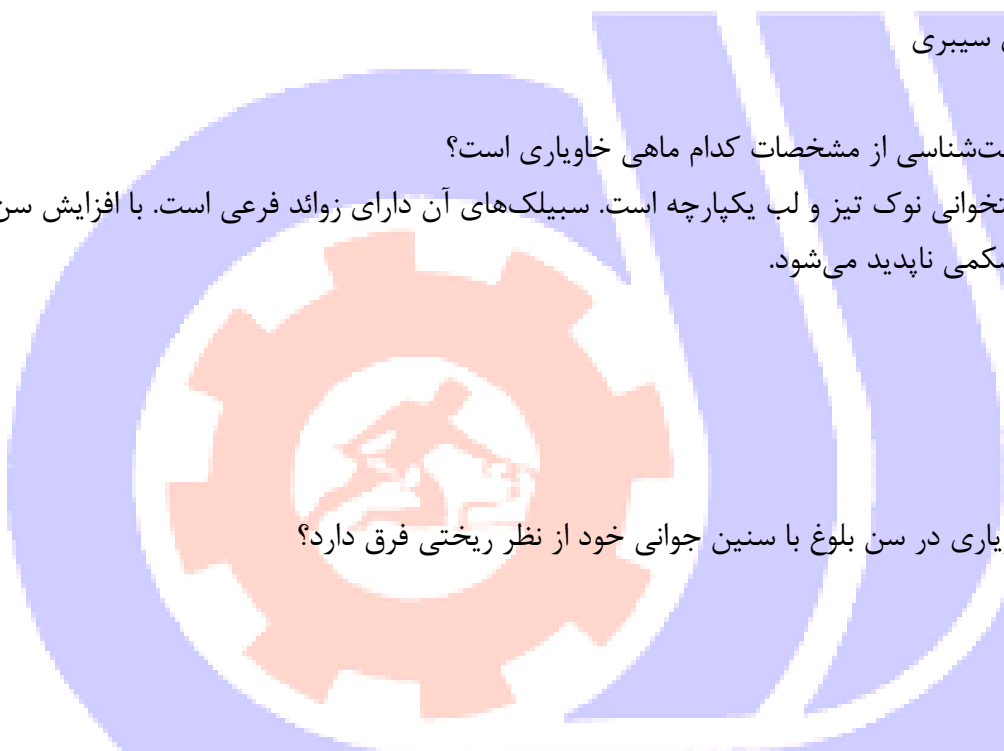 سیبری
ت‌شناسی از مشخصات کدام ماهی خاویاری است؟
تخوانی نوک تیز و لب یکپارچه است. سبیلک‌های آن دارای زوائد فرعی است. با افزایش سن
کمی ناپدید می‌شود.
یاری در سن بلوغ با سنین جوانی خود از نظر ریختی فرق دارد؟